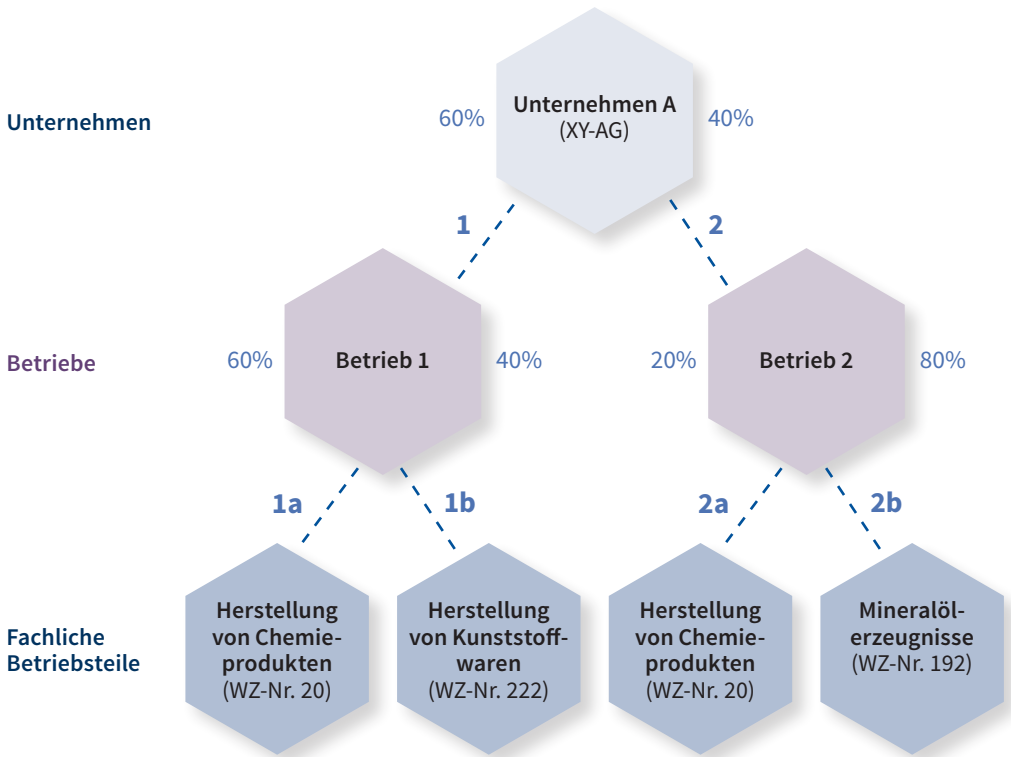 Unternehmen
60%
Unternehmen A
(XY-AG)
40%
1
2
Betriebe
60%
Betrieb 1
40%
20%
Betrieb 2
80%
1a
1b
2a
2b
Fachliche
Betriebsteile
Herstellung
von Chemie-
produkten
(WZ-Nr. 20)
Herstellung
von Kunststoff-
waren
(WZ-Nr. 222)
Herstellung
von Chemie-
produkten
(WZ-Nr. 20)
Mineralöl-
erzeugnisse
(WZ-Nr. 192)